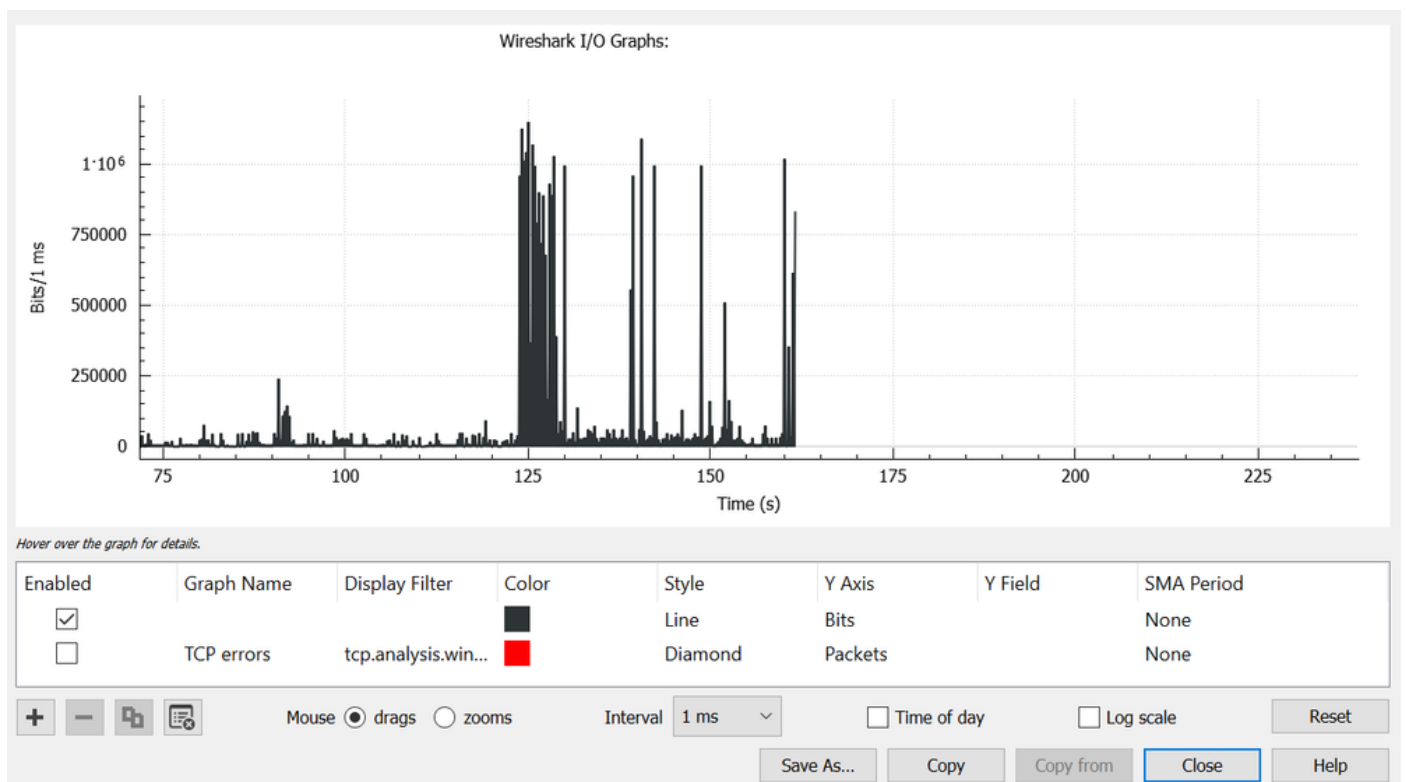 Wireshark I/O Graphs:
1·10⁶
750000
500000
250000
0
Bits/1 ms
75 100 125 150 175 200 225
Time (s)
Hover over the graph for details.
Enabled Graph Name Display Filter Color Style Y Axis Y Field SMA Period
Line Bits None
TCP errors tcp.analysis.win... Diamond Packets None
Mouse drags zooms Interval 1 ms Time of day Log scale Reset
Save As... Copy Copy from Close Help